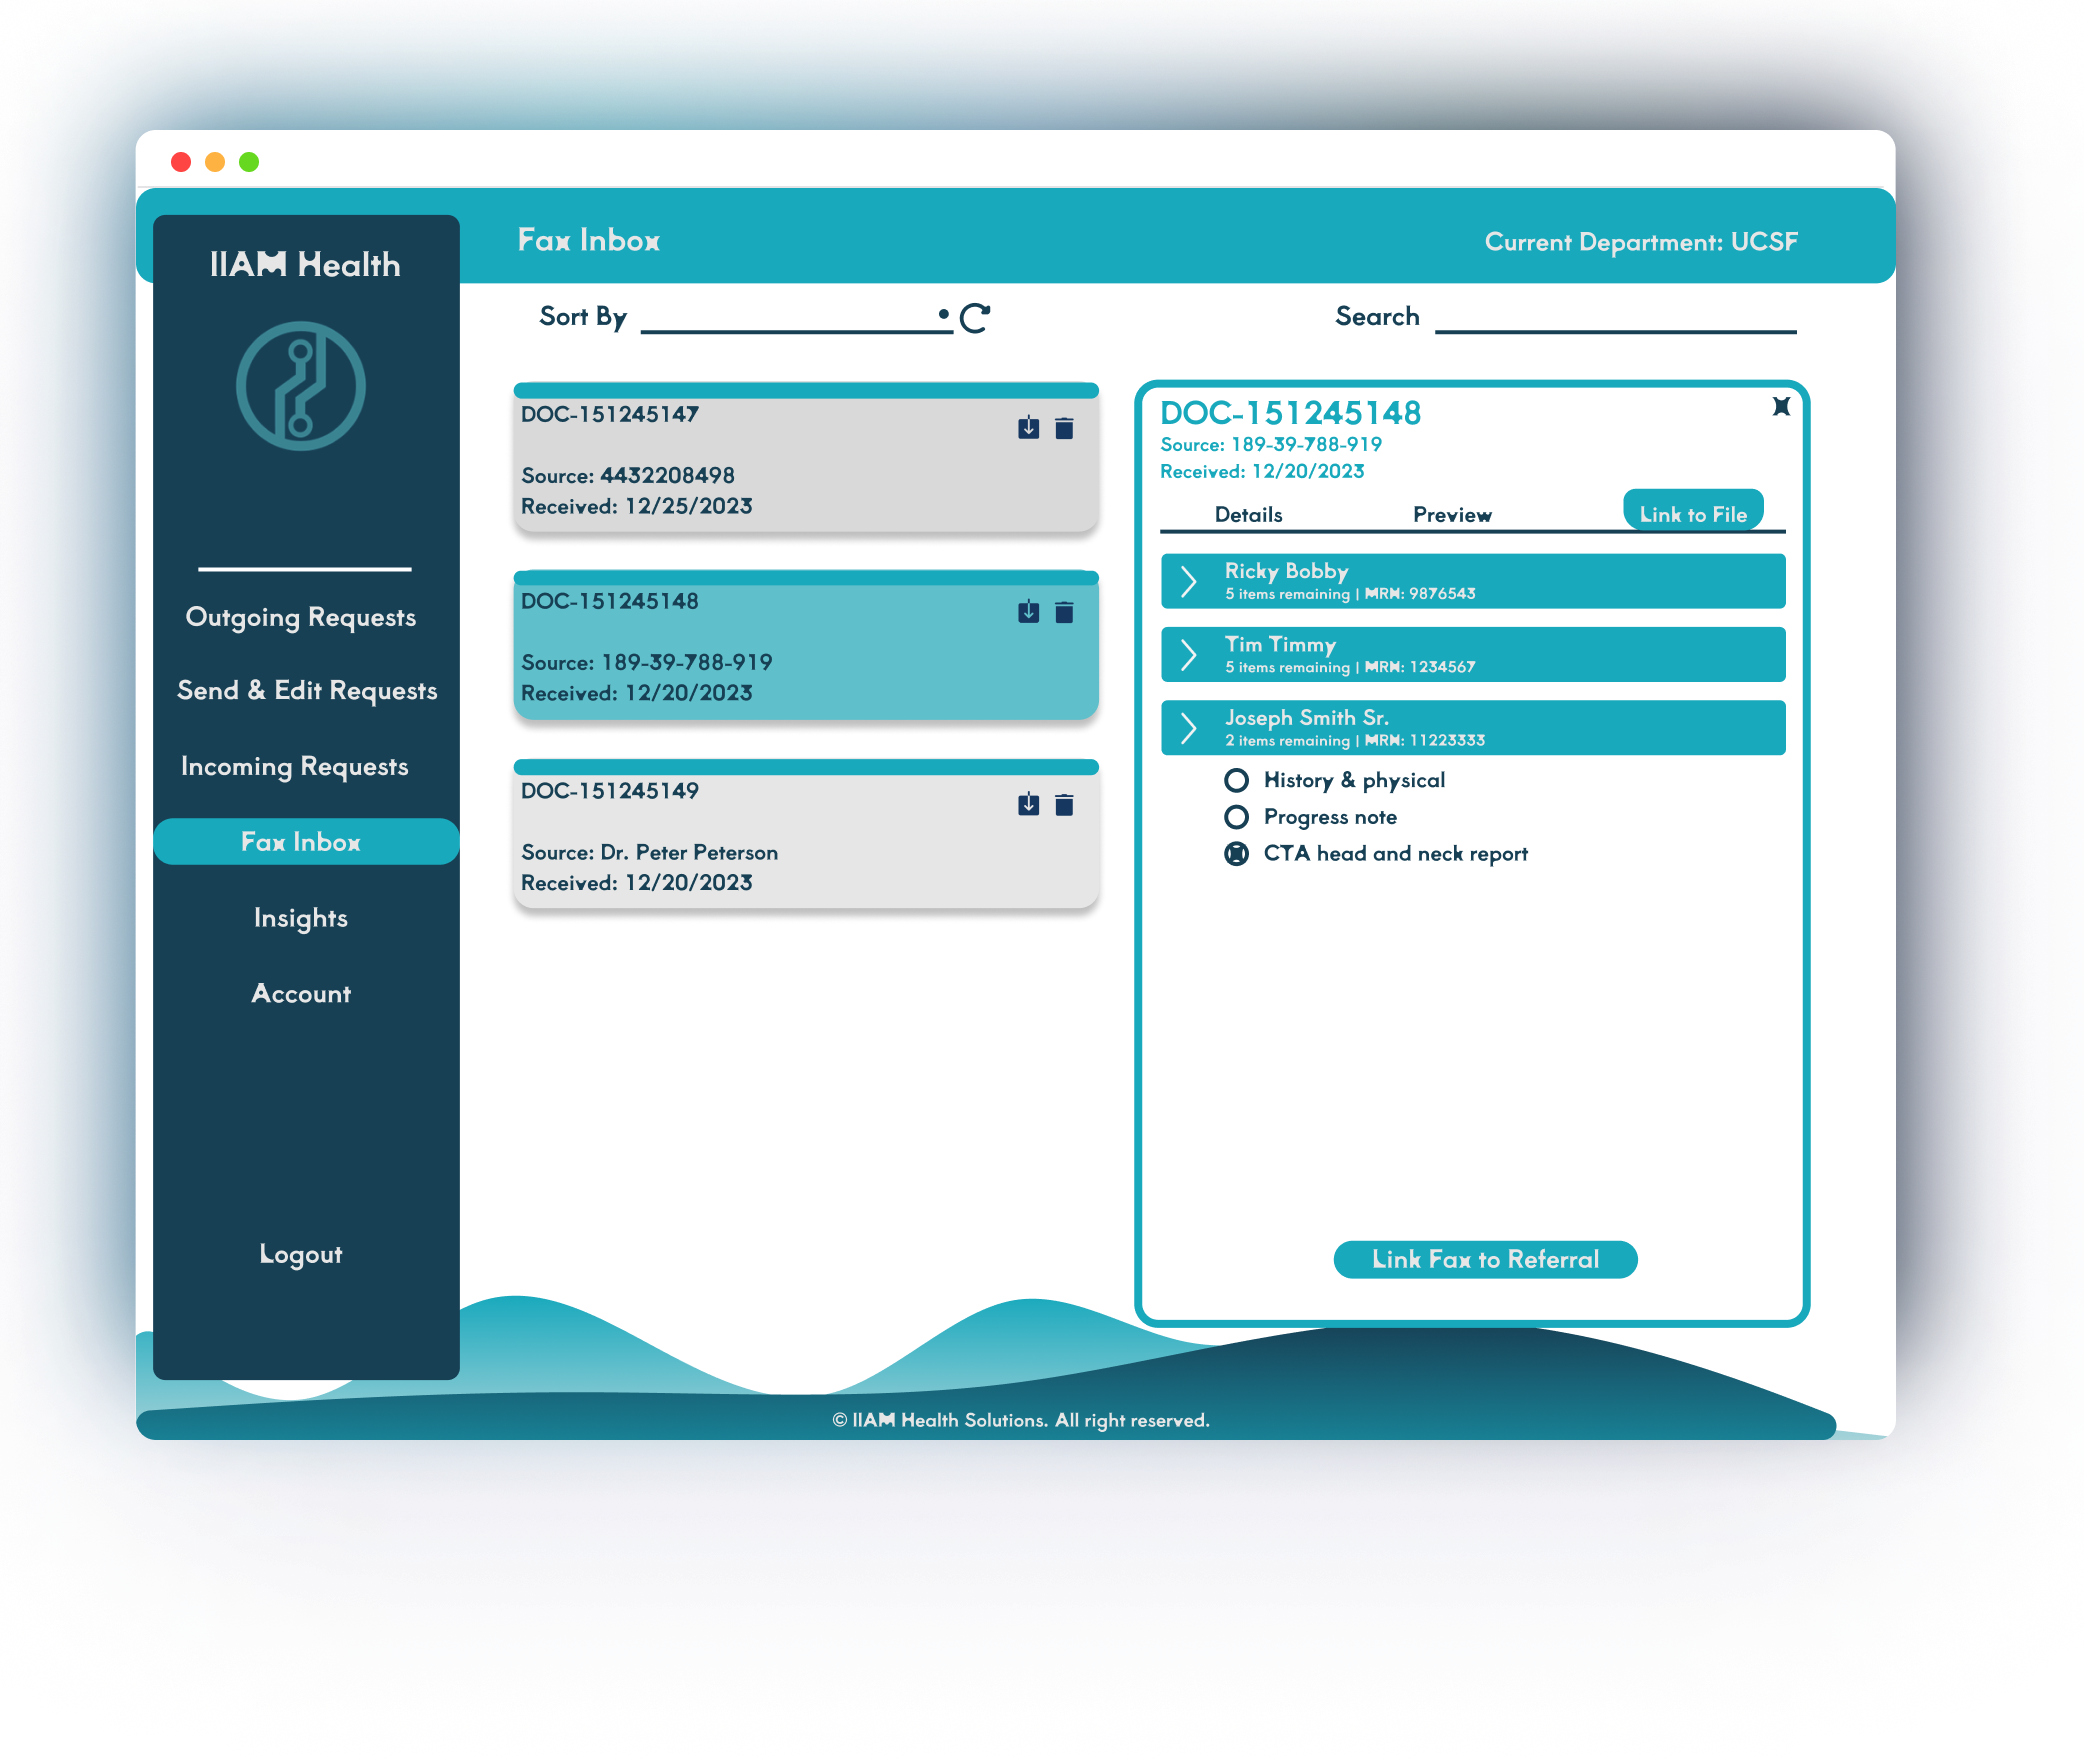 IIAM Health
Outgoing Requests
Send & Edit Requests
Incoming Requests
Fax Inbox
Insights
Account
Logout
Fax Inbox
Current Department: UCSF
Sort By
Search
DOC-151245147
Source: 4432208498
Received: 12/25/2023
DOC-151245148
Source: 189-39-788-919
Received: 12/20/2023
DOC-151245149
Source: Dr. Peter Peterson
Received: 12/20/2023
DOC-151245148
Source: 189-39-788-919
Received: 12/20/2023
Details
Preview
Link to File
Ricky Bobby
5 items remaining | MRN: 9876543
Tim Timmy
5 items remaining | MRN: 1234567
Joseph Smith Sr.
2 items remaining | MRN: 11223333
History & physical
Progress note
CTA head and neck report
Link Fax to Referral
© IIAM Health Solutions. All right reserved.